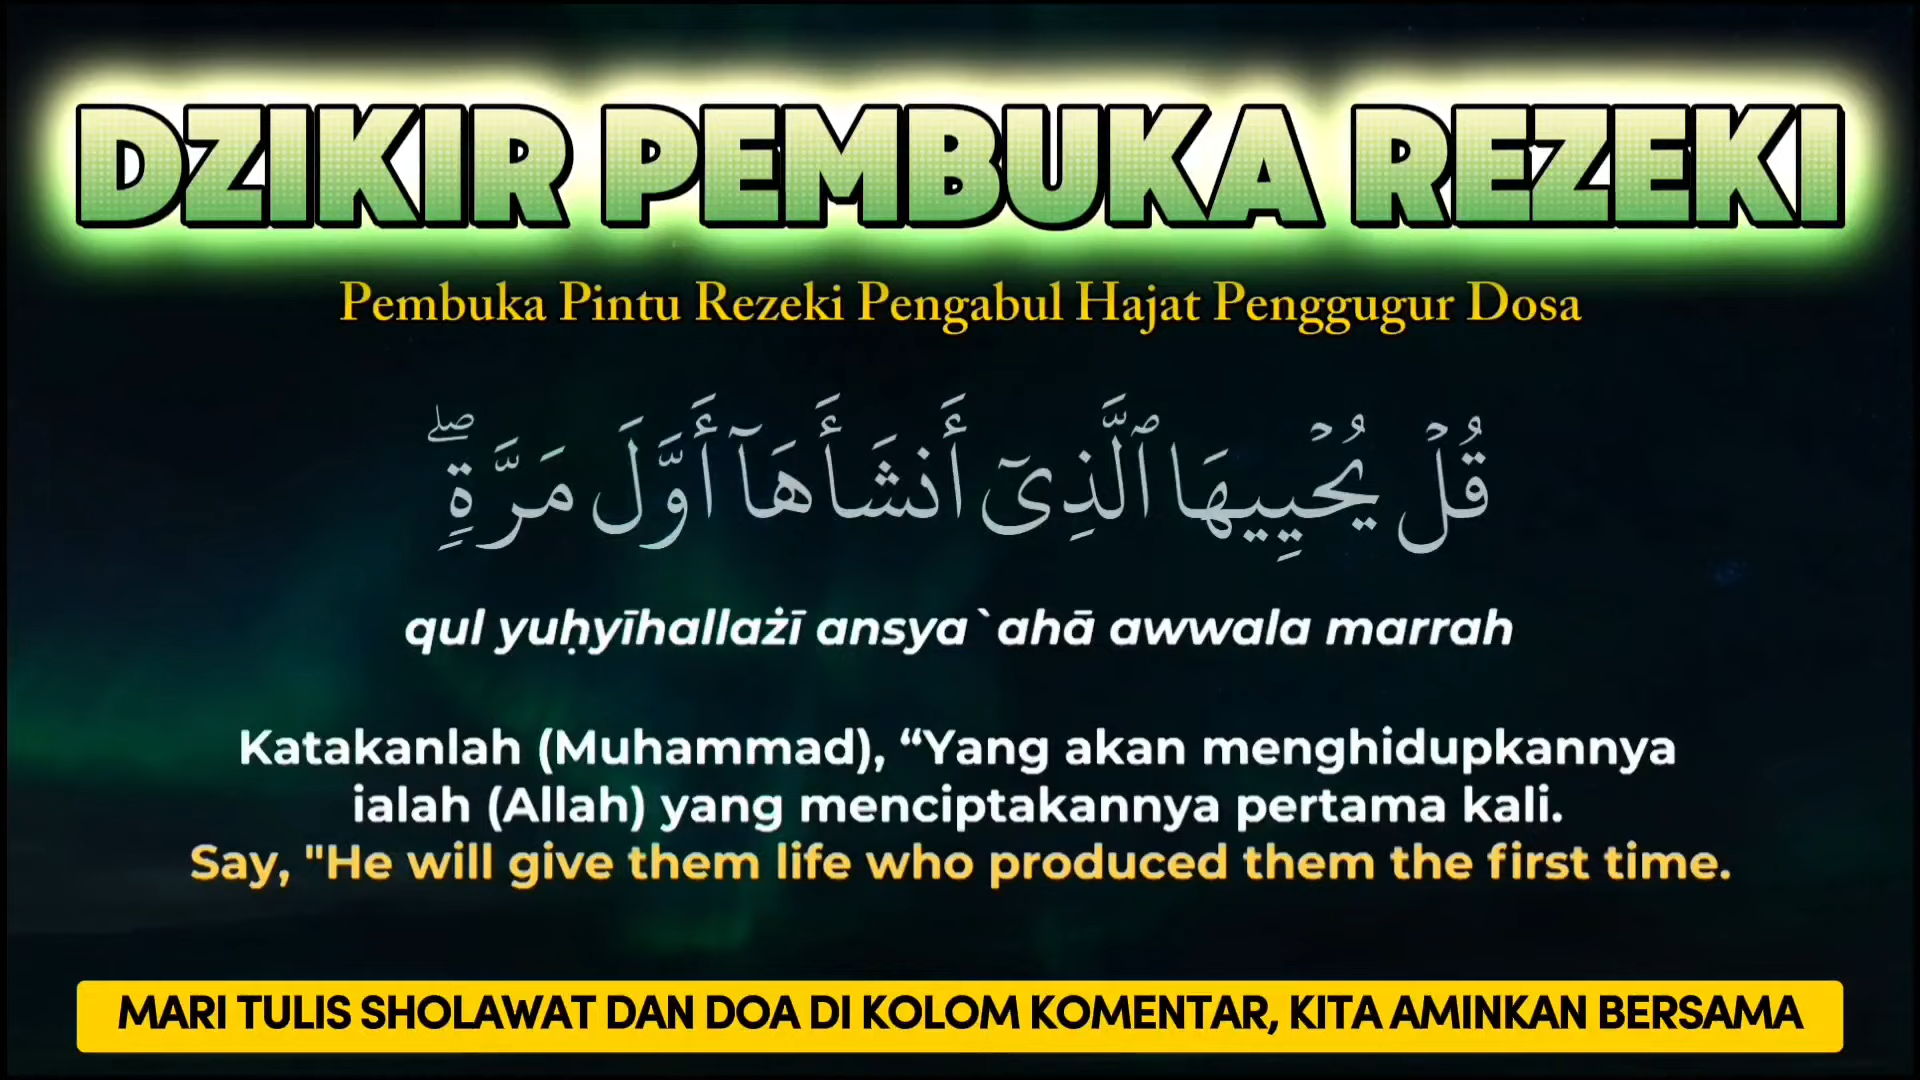 DZIKIR PEMBUKA REZEKI
Pembuka Pintu Rezeki Pengabul Hajat Penggugur Dosa
قُلْ يُحْيِيهَا ٱلَّذِىٓ أَنشَأَهَآ أَوَّلَ مَرَّةٍۢ ۖ
qul yuḥyīhallażī ansya`ahā awwala marrah
Katakanlah (Muhammad), “Yang akan menghidupkannya
ialah (Allah) yang menciptakannya pertama kali.
Say, "He will give them life who produced them the first time.
MARI TULIS SHOLAWAT DAN DOA DI KOLOM KOMENTAR, KITA AMINKAN BERSAMA